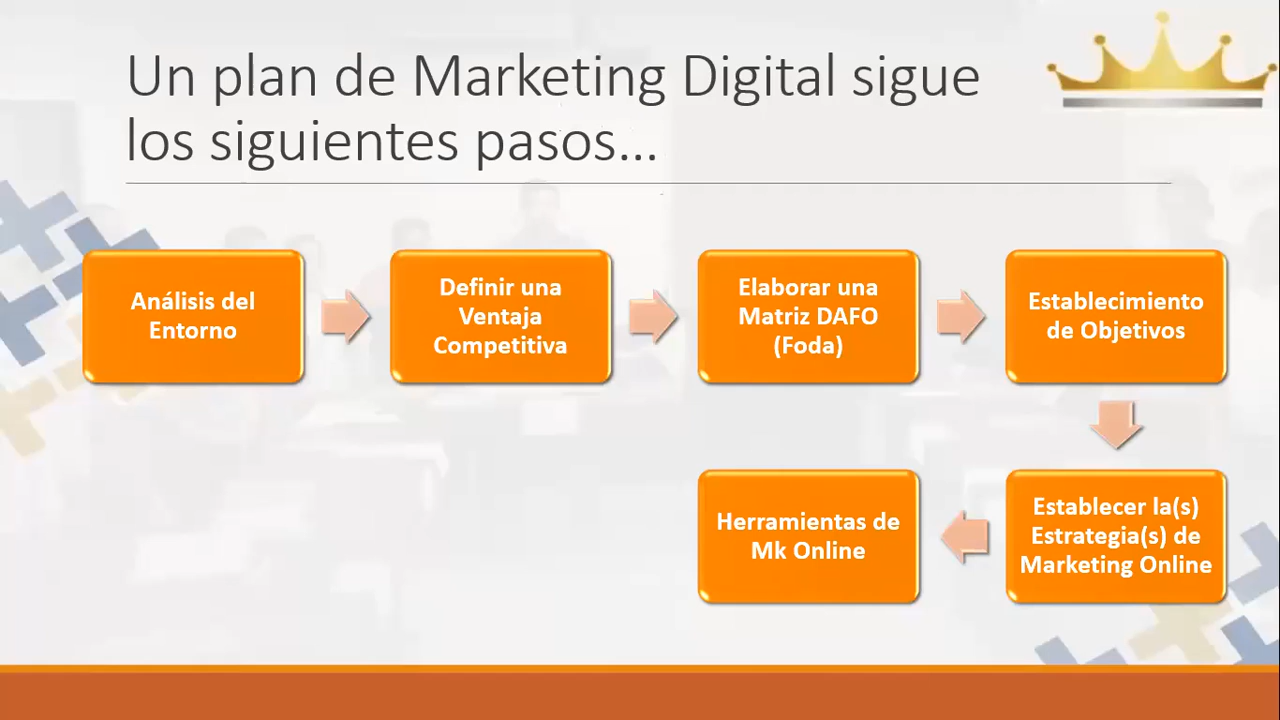 Un plan de Marketing Digital sigue
los siguientes pasos...
Análisis del
Entorno
Definir una
Ventaja
Competitiva
Elaborar una
Matriz DAFO
(Foda)
Establecimiento
de Objetivos
Establecer la(s)
Estrategia(s) de
Marketing Online
Herramientas de
Mk Online